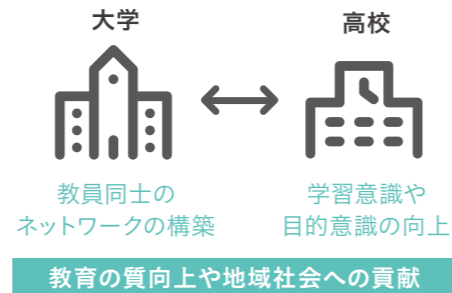 大学
高校
教員同士の
ネットワークの構築
学習意識や
目的意識の向上
教育の質向上や地域社会への貢献